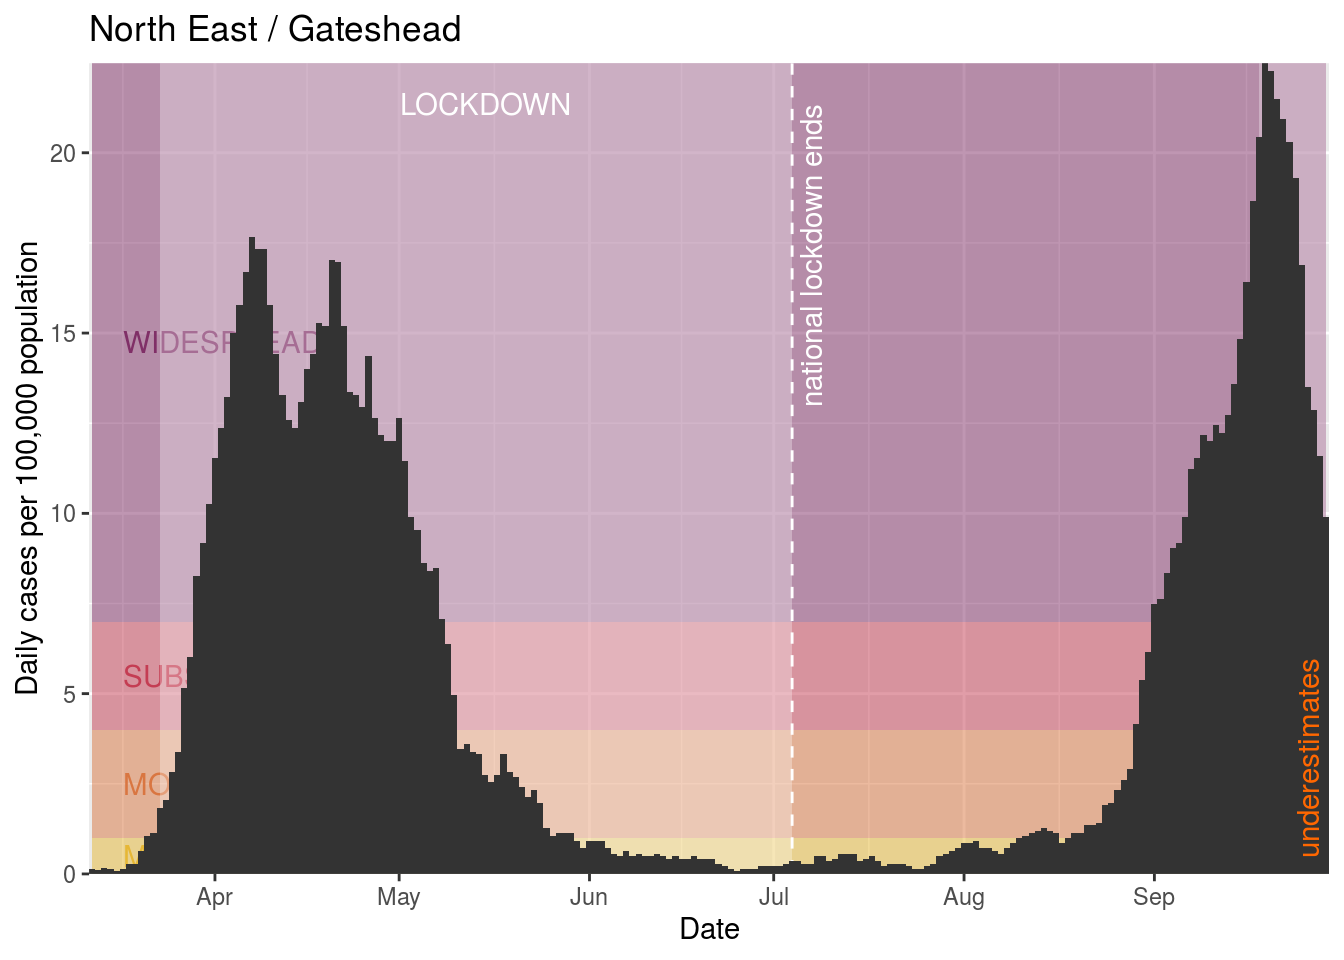 North East / Gateshead
LOCKDOWN
national lockdown ends
WIDESPREAD
underestimates
Daily cases per 100,000 population
20
15
10
5
0
Apr
May
Jun
Jul
Aug
Sep
Date